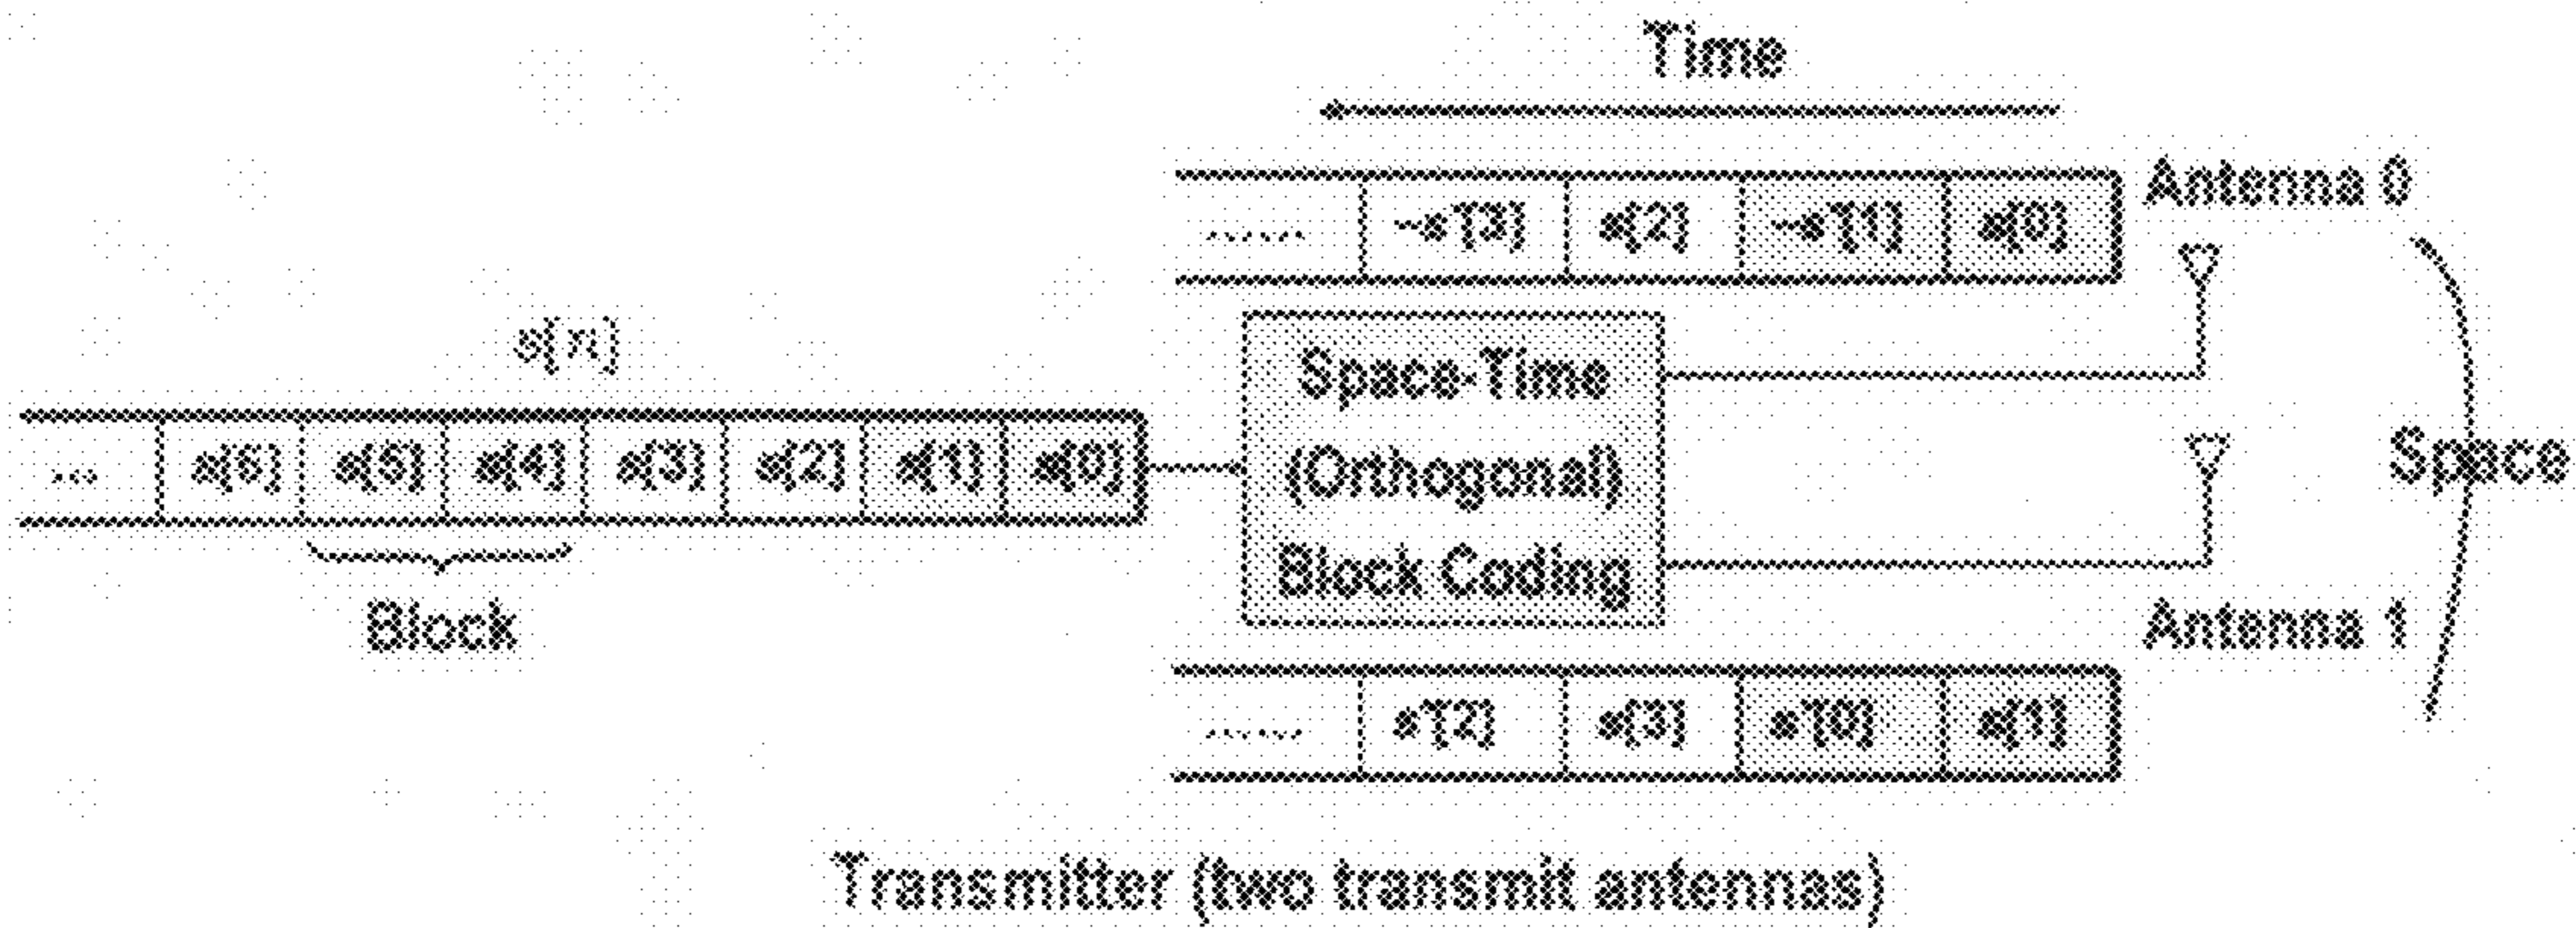 Time
Antenna 0
...... -s*[3] s[2] -s*[1] s[0]
s[n]
... s[6] s[5] s[4] s[3] s[2] s[1] s[0]
Block
Space-Time
(Orthogonal)
Block Coding
Space
Antenna 1
...... s*[2] s[3] s*[0] s[1]
Transmitter (two transmit antennas)